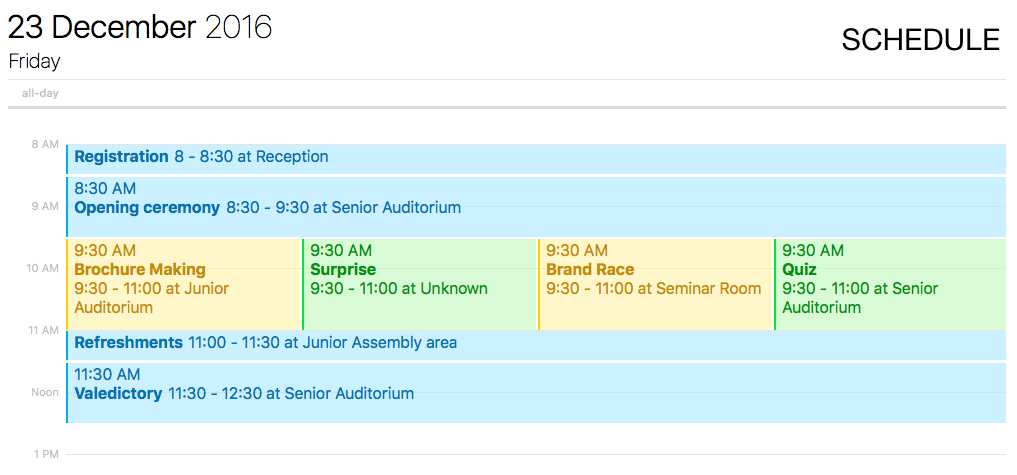 23 December 2016
SCHEDULE
Friday
all-day
8 AM
Registration 8 - 8:30 at Reception
8:30 AM
9 AM
Opening ceremony 8:30 - 9:30 at Senior Auditorium
9:30 AM
Brochure Making
9:30 - 11:00 at Junior
Auditorium
9:30 AM
Surprise
9:30 - 11:00 at Unknown
9:30 AM
Brand Race
9:30 - 11:00 at Seminar Room
9:30 AM
Quiz
9:30 - 11:00 at Senior
Auditorium
10 AM
11 AM
Refreshments 11:00 - 11:30 at Junior Assembly area
11:30 AM
Noon
Valedictory 11:30 - 12:30 at Senior Auditorium
1 PM